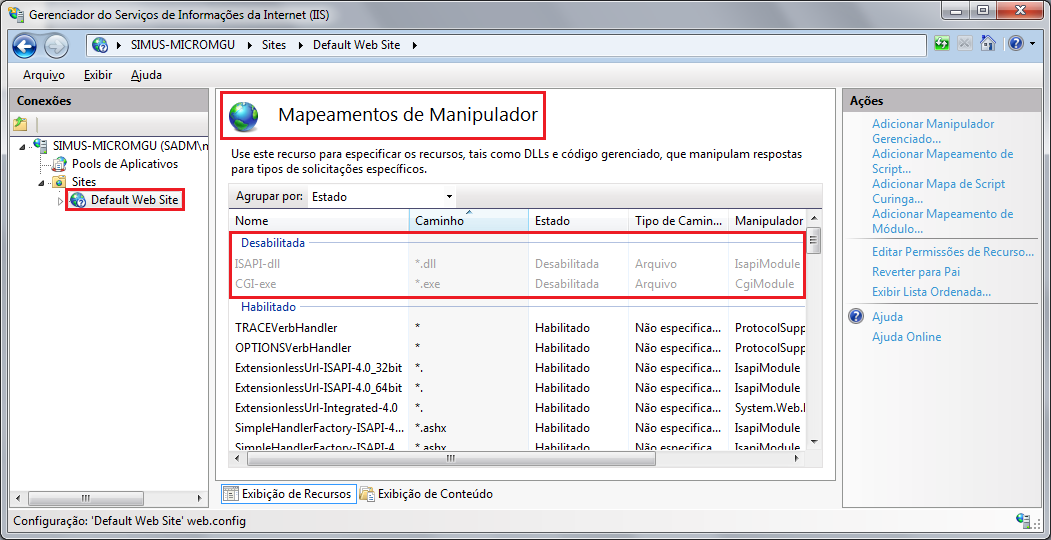 Gerenciador do Serviços de Informações da Internet (IIS)
SIMUS-MICROMGU Sites Default Web Site
Arquivo Exibir Ajuda
Conexões
SIMUS-MICROMGU (SADM\
Pools de Aplicativos
Sites
Default Web Site
Mapeamentos de Manipulador
Use este recurso para especificar os recursos, tais como DLLs e código gerenciado, que manipulam respostas
para tipos de solicitações específicos.
Agrupar por: Estado
Nome Caminho Estado Tipo de Camin... Manipulador
Desabilitada
ISAPI-dll *.dll Desabilitada Arquivo IsapiModule
CGI-exe *.exe Desabilitada Arquivo CgiModule
Habilitado
TRACEVerbHandler * Habilitado Não especifica... ProtocolSupp
OPTIONSVerbHandler * Habilitado Não especifica... ProtocolSupp
ExtensionlessUrl-ISAPI-4.0_32bit *. Habilitado Não especifica... IsapiModule
ExtensionlessUrl-ISAPI-4.0_64bit *. Habilitado Não especifica... IsapiModule
ExtensionlessUrl-Integrated-4.0 *. Habilitado Não especifica... System.Web.
SimpleHandlerFactory-ISAPI-4... *.ashx Habilitado Não especifica... IsapiModule
SimpleHandlerFactory-ISAPI-4... *.ashx Habilitado Não especifica... IsapiModule
Exibição de Recursos Exibição de Conteúdo
Ações
Adicionar Manipulador
Gerenciado...
Adicionar Mapeamento de
Script...
Adicionar Mapa de Script
Curinga...
Adicionar Mapeamento de
Módulo...
Editar Permissões de Recurso...
Reverter para Pai
Exibir Lista Ordenada...
Ajuda
Ajuda Online
Configuração: 'Default Web Site' web.config